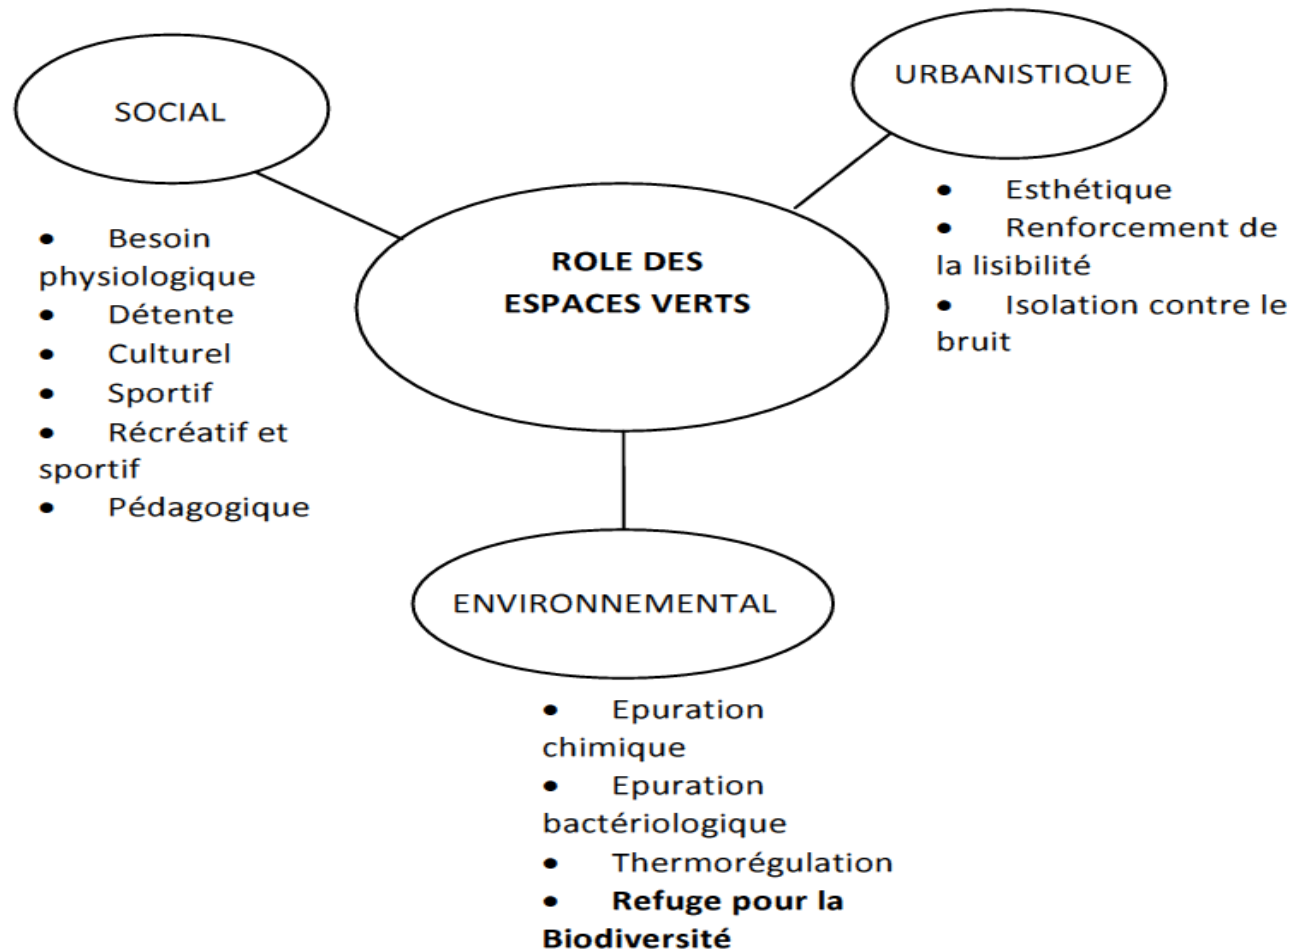 SOCIAL
• Besoin
physiologique
• Détente
• Culturel
• Sportif
• Récréatif et
sportif
• Pédagogique
ROLE DES
ESPACES VERTS
URBANISTIQUE
• Esthétique
• Renforcement de
la lisibilité
• Isolation contre le
bruit
ENVIRONNEMENTAL
• Epuration
chimique
• Epuration
bactériologique
• Thermorégulation
• Refuge pour la
Biodiversité